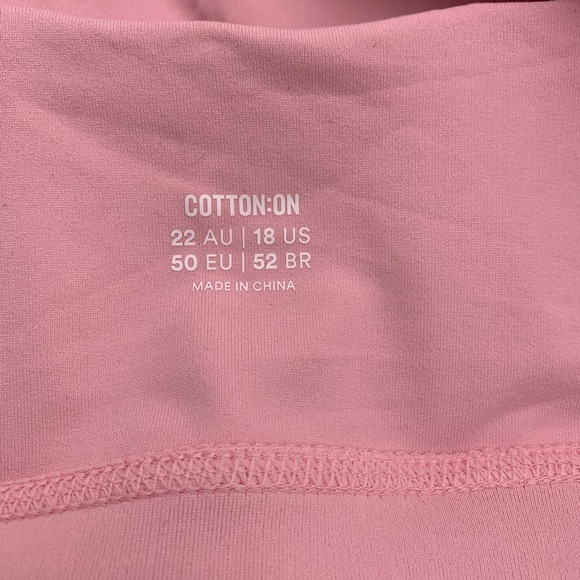 COTTON:ON
22 AU | 18 US
50 EU | 52 BR
MADE IN CHINA